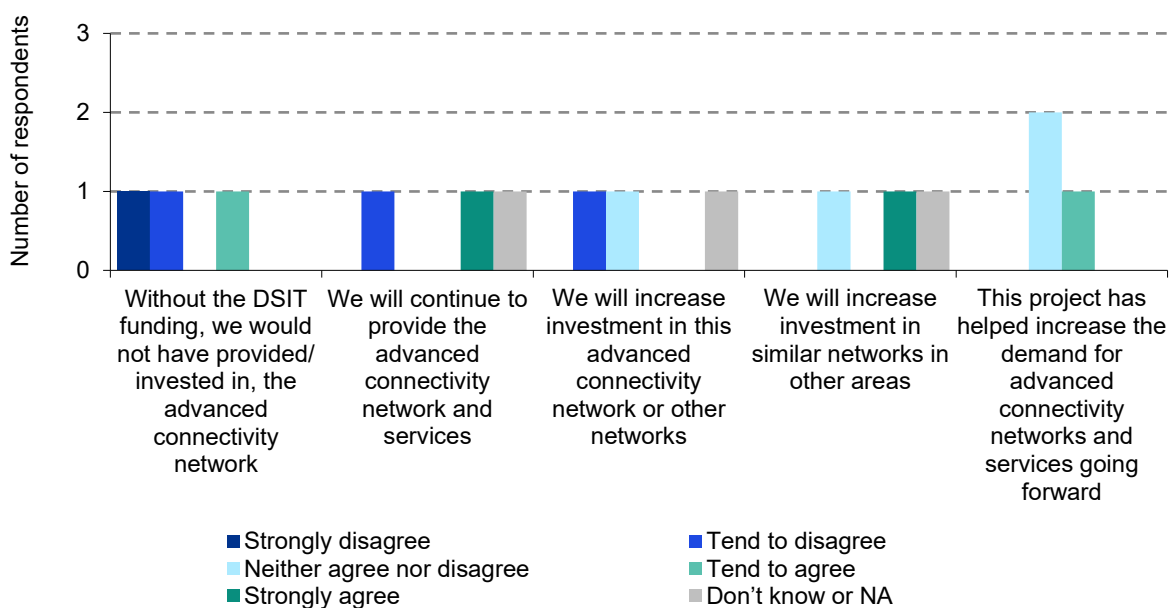 Number of respondents
3
2
1
0
Without the DSIT
funding, we would
not have provided/
invested in, the
advanced
connectivity
network
We will continue to
provide the
advanced
connectivity
network and
services
We will increase
investment in this
advanced
connectivity
network or other
networks
We will increase
investment in
similar networks in
other areas
This project has
helped increase the
demand for
advanced
connectivity
networks and
services going
forward
Strongly disagree
Tend to disagree
Neither agree nor disagree
Tend to agree
Strongly agree
Don't know or NA